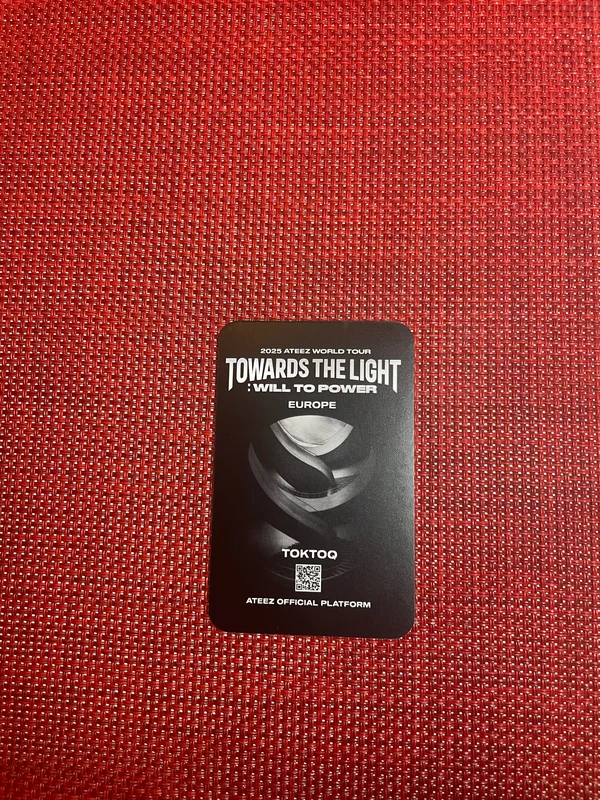 2025 ATEEZ WORLD TOUR
TOWARDS THE LIGHT
: WILL TO POWER
EUROPE
TOKTOQ
ATEEZ OFFICIAL PLATFORM